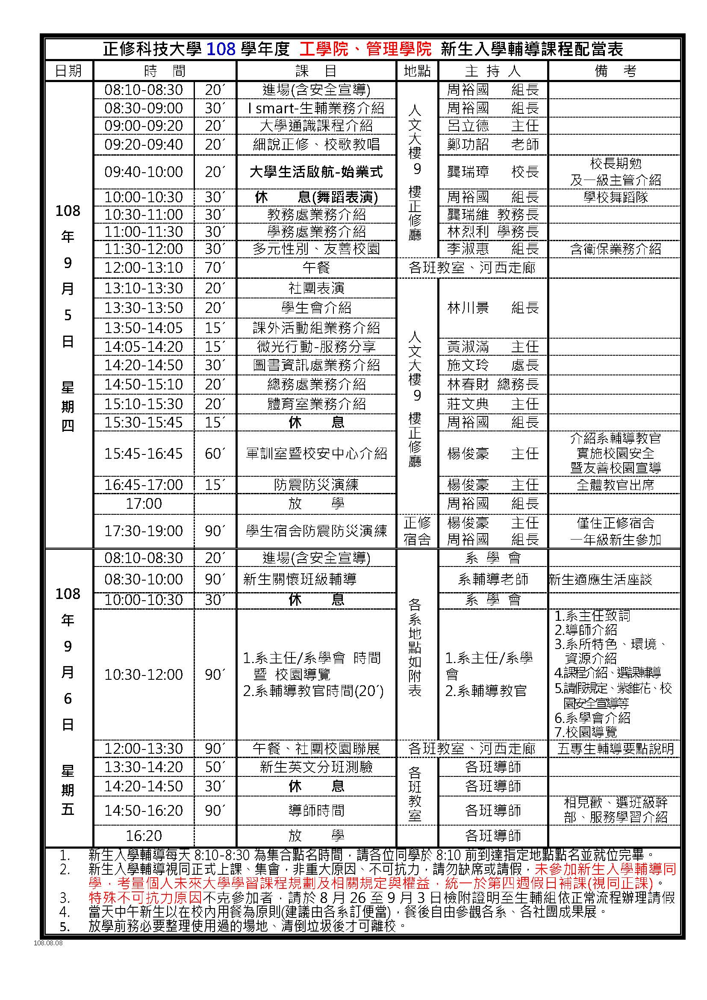 正修科技大學 108 學年度 工學院、管理學院 新生入學輔導課程配當表
日期 時 間 課 目 地點 主 持 人 備 考
108 年 9 月 5 日 星期四
人文大樓 9 樓正修廳
08:10-08:30 20´ 進場(含安全宣導) 周裕國 組長
08:30-09:00 30´ I smart-生輔業務介紹 周裕國 組長
09:00-09:20 20´ 大學通識課程介紹 呂立德 主任
09:20-09:40 20´ 細說正修、校歌教唱 鄭功詔 老師
09:40-10:00 20´ 大學生活啟航-始業式 龔瑞璋 校長 校長期勉
及一級主管介紹
10:00-10:30 30´ 休 息(舞蹈表演) 周裕國 組長 學校舞蹈隊
10:30-11:00 30´ 教務處業務介紹 龔瑞維 教務長
11:00-11:30 30´ 學務處業務介紹 林烈利 學務長
11:30-12:00 30´ 多元性別、友善校園 李淑惠 組長 含衛保業務介紹
12:00-13:10 70´ 午餐 各班教室、河西走廊
人文大樓 9 樓正修廳
13:10-13:30 20´ 社團表演
13:30-13:50 20´ 學生會介紹 林川景 組長
13:50-14:05 15´ 課外活動組業務介紹
14:05-14:20 15´ 微光行動-服務分享 黃淑滿 主任
14:20-14:50 30´ 圖書資訊處業務介紹 施文玲 處長
14:50-15:10 20´ 總務處業務介紹 林春財 總務長
15:10-15:30 20´ 體育室業務介紹 莊文典 主任
15:30-15:45 15´ 休 息 周裕國 組長
15:45-16:45 60´ 軍訓室暨校安中心介紹 楊俊豪 主任 介紹系輔導教官
實施校園安全
暨友善校園宣導
16:45-17:00 15´ 防震防災演練 楊俊豪 主任 全體教官出席
17:00 放 學 周裕國 組長
17:30-19:00 90´ 學生宿舍防震防災演練 正修 楊俊豪 主任 僅住正修宿舍
宿舍 周裕國 組長 一年級新生參加
108 年 9 月 6 日 星期五
各系地點如附表
08:10-08:30 20´ 進場(含安全宣導) 系 學 會
08:30-10:00 90´ 新生關懷班級輔導 系輔導老師 新生適應生活座談
10:00-10:30 30´ 休 息 系 學 會
10:30-12:00 90´
1.系主任/系學會 時間
暨 校園導覽
2.系輔導教官時間(20´)
1.系主任/系學
會
2.系輔導教官
1.系主任致詞
2.導師介紹
3.系所特色、環境、
資源介紹
4.課程介紹、選課輔導
5.請假規定、紫錐花、校
園安全宣導等
6.系學會介紹
7.校園導覽
12:00-13:30 90´ 午餐、社團校園聯展 各班教室、河西走廊 五專生輔導要點說明
各班教室
13:30-14:20 50´ 新生英文分班測驗 各班導師
14:20-14:50 30´ 休 息 各班導師
14:50-16:20 90´ 導師時間 各班導師 相見歡、選班級幹
部、服務學習介紹
16:20 放 學 各班導師
1. 新生入學輔導每天 8:10-8:30 為集合點名時間，請各位同學於 8:10 前到達指定地點點名並就位完畢。
2. 新生入學輔導視同正式上課、集會，非重大原因、不可抗力，請勿缺席或請假，未參加新生入學輔導同
學，考量個人未來大學學習課程規劃及相關規定與權益，統一於第四週假日補課(視同正課)。
3. 特殊不可抗力原因不克參加者，請於 8 月 26 至 9 月 3 日檢附證明至生輔組依正常流程辦理請假
4. 當天中午新生以在校內用餐為原則(建議由各系訂便當)，餐後自由參觀各系、各社團成果展。
5. 放學前務必要整理使用過的場地、清倒垃圾後才可離校。
108.08.08